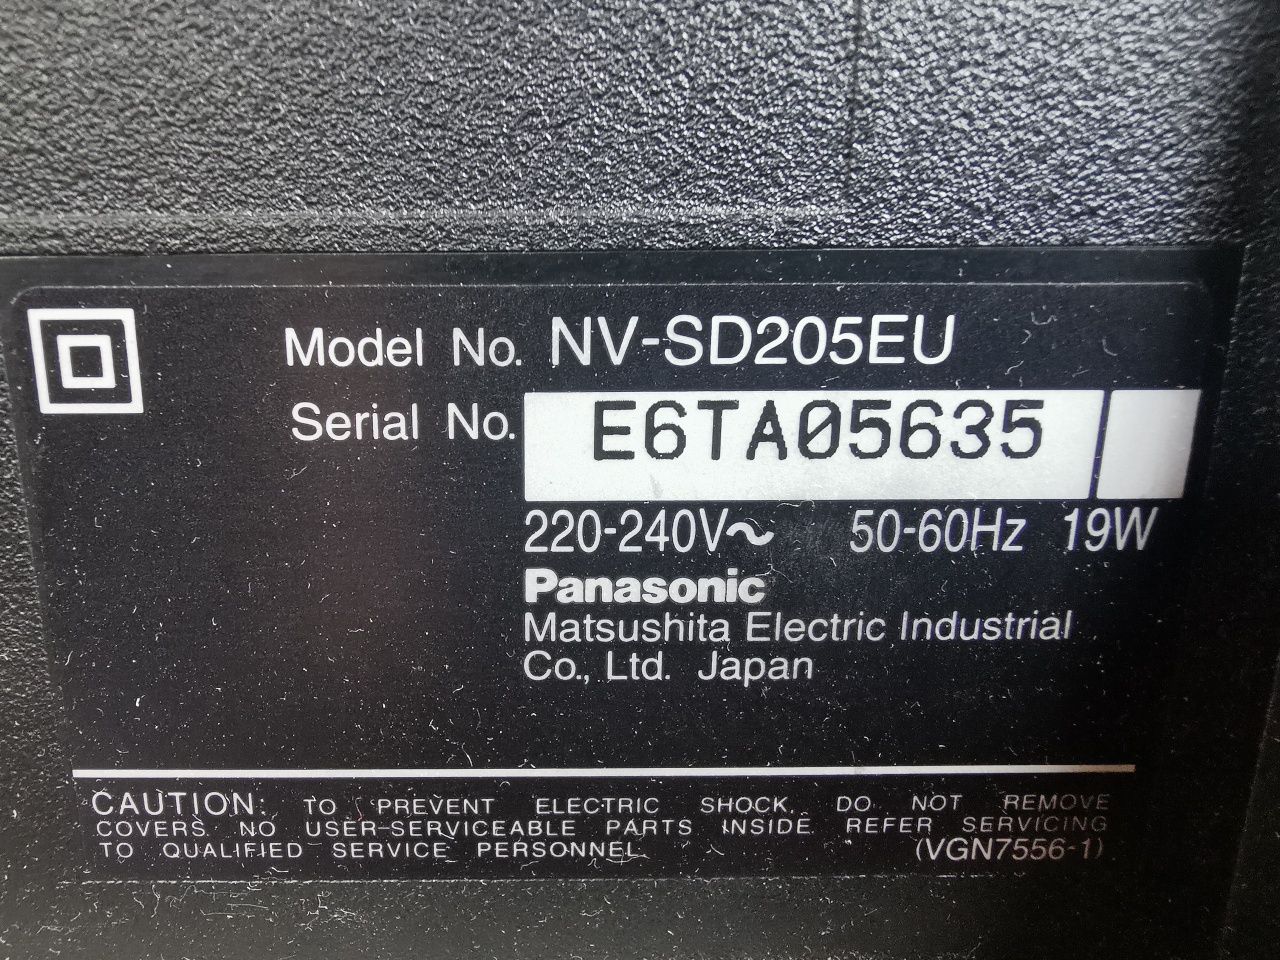 Model No. NV-SD205EU
Serial No. E6TA05635
220-240V~ 50-60Hz 19W
Panasonic
Matsushita Electric Industrial
Co., Ltd. Japan
CAUTION: TO PREVENT ELECTRIC SHOCK. DO NOT REMOVE
COVERS. NO USER-SERVICEABLE PARTS INSIDE. REFER SERVICING
TO QUALIFIED SERVICE PERSONNEL. (VGN7556-1)